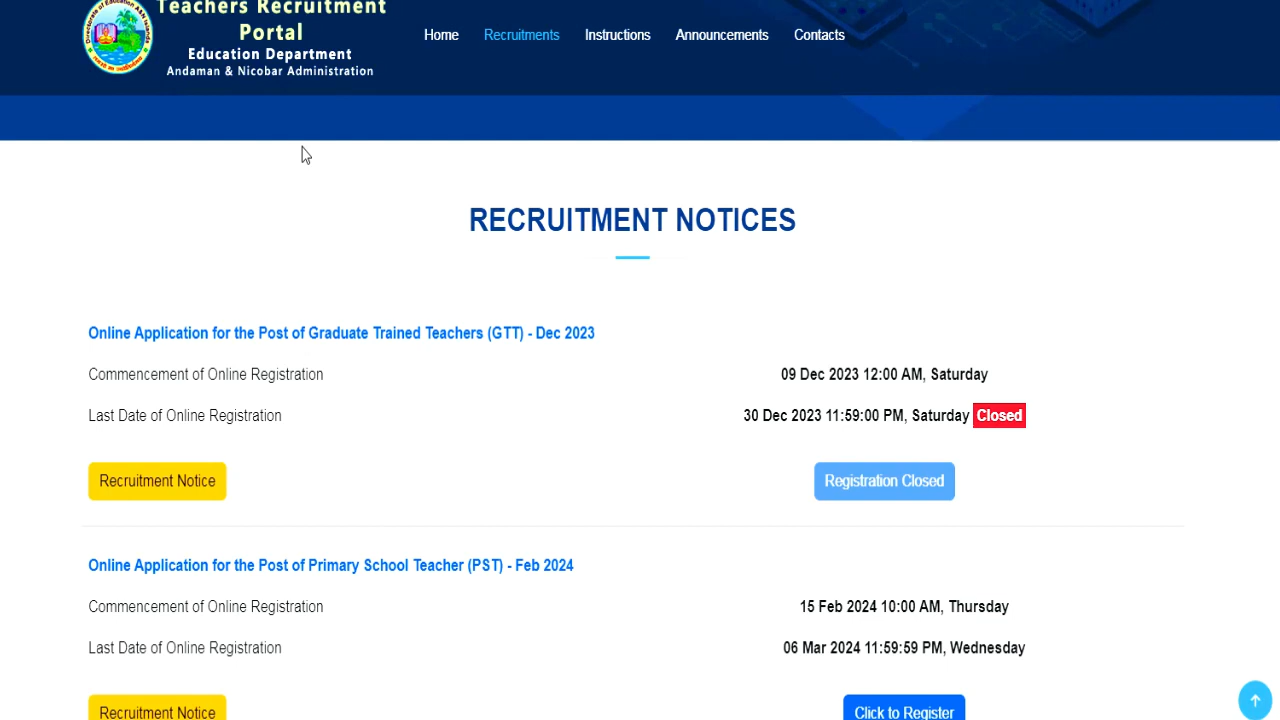 Teachers Recruitment
Portal
Education Department
Andaman & Nicobar Administration
Home Recruitments Instructions Announcements Contacts
RECRUITMENT NOTICES
Online Application for the Post of Graduate Trained Teachers (GTT) - Dec 2023
Commencement of Online Registration 09 Dec 2023 12:00 AM, Saturday
Last Date of Online Registration 30 Dec 2023 11:59:00 PM, Saturday Closed
Recruitment Notice Registration Closed
Online Application for the Post of Primary School Teacher (PST) - Feb 2024
Commencement of Online Registration 15 Feb 2024 10:00 AM, Thursday
Last Date of Online Registration 06 Mar 2024 11:59:59 PM, Wednesday
Recruitment Notice Click to Register